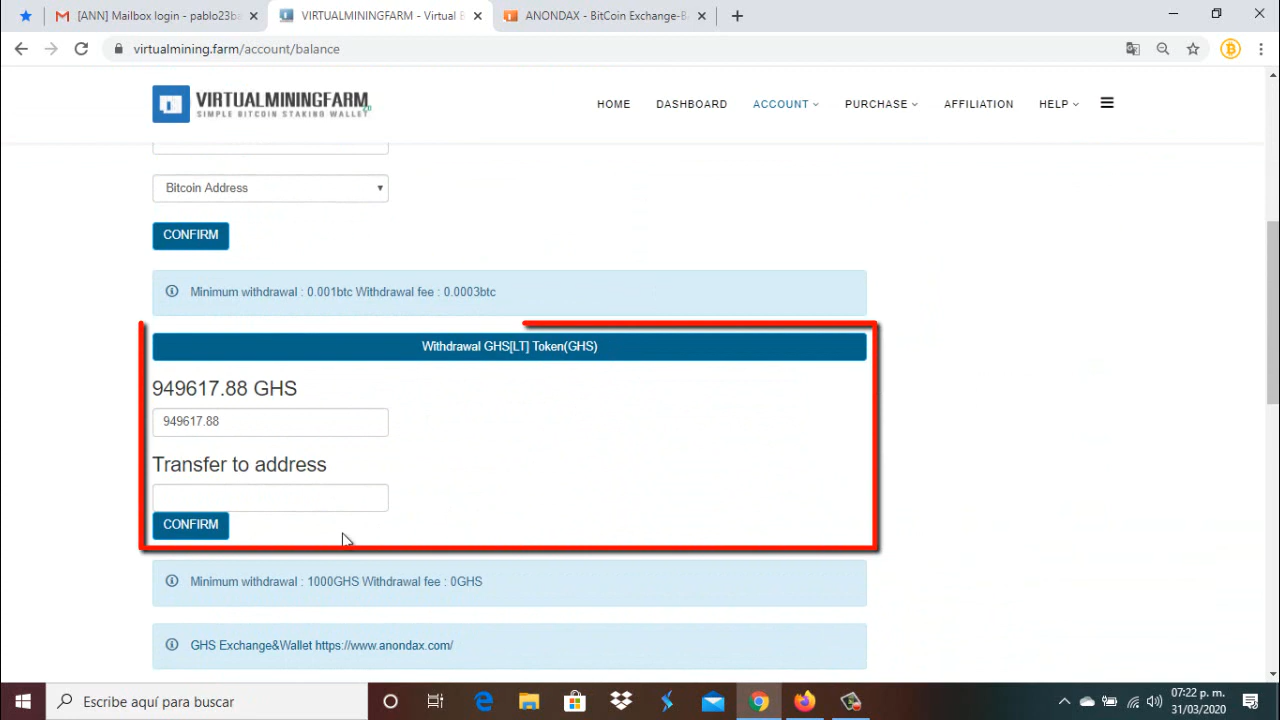 [ANN] Mailbox login - pablo23ba
VIRTUALMININGFARM - Virtual B
ANONDAX - BitCoin Exchange-Ba
virtualmining.farm/account/balance
VIRTUALMININGFARM
SIMPLE BITCOIN STAKING WALLET
HOME
DASHBOARD
ACCOUNT
PURCHASE
AFFILIATION
HELP
Bitcoin Address
CONFIRM
Minimum withdrawal : 0.001btc Withdrawal fee : 0.0003btc
Withdrawal GHS[LT] Token(GHS)
949617.88 GHS
949617.88
Transfer to address
CONFIRM
Minimum withdrawal : 1000GHS Withdrawal fee : 0GHS
GHS Exchange&Wallet https://www.anondax.com/
Escribe aquí para buscar
07:22 p. m.
31/03/2020